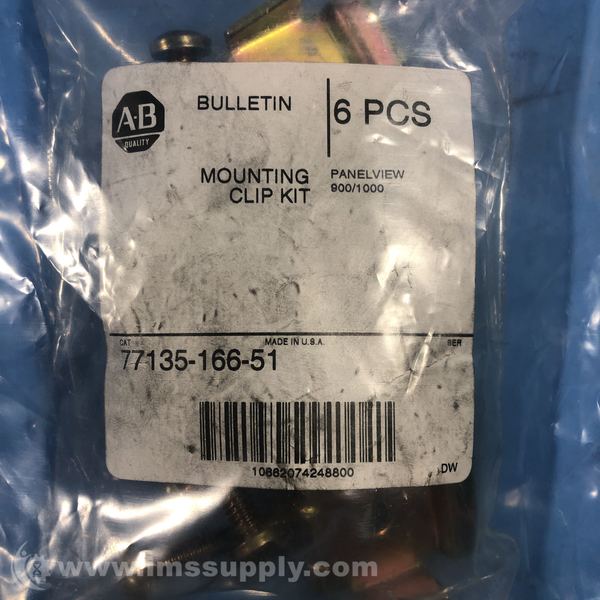 A-B
QUALITY
BULLETIN
6 PCS
MOUNTING
CLIP KIT
PANELVIEW
900/1000
CAT
MADE IN U.S.A.
SER
77135-166-51
10662074248800
DW
www.imssupply.com